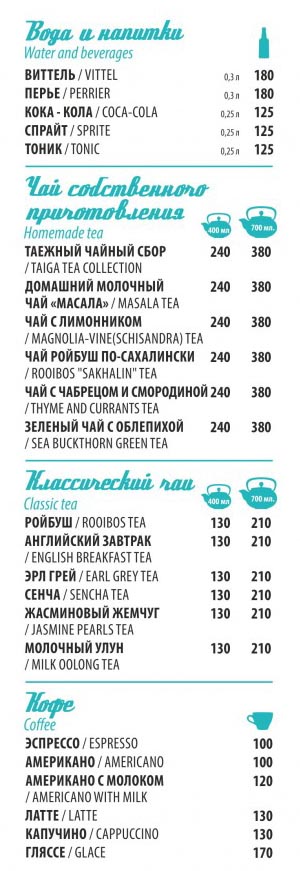 Вода и напитки
Water and beverages
ВИТТЕЛЬ / VITTEL 0,3 л 180
ПЕРЬЕ / PERRIER 0,3 л 180
КОКА - КОЛА / COCA-COLA 0,25 л 125
СПРАЙТ / SPRITE 0,25 л 125
ТОНИК / TONIC 0,25 л 125
Чай собственного
приготовления 400 мл 700 мл.
Homemade tea
ТАЕЖНЫЙ ЧАЙНЫЙ СБОР 240 380
/ TAIGA TEA COLLECTION
ДОМАШНИЙ МОЛОЧНЫЙ 240 380
ЧАЙ «МАСАЛА» / MASALA TEA
ЧАЙ С ЛИМОННИКОМ 240 380
/ MAGNOLIA-VINE(SCHISANDRA) TEA
ЧАЙ РОЙБУШ ПО-САХАЛИНСКИ 240 380
/ ROOIBOS "SAKHALIN" TEA
ЧАЙ С ЧАБРЕЦОМ И СМОРОДИНОЙ 240 380
/ THYME AND CURRANTS TEA
ЗЕЛЕНЫЙ ЧАЙ С ОБЛЕПИХОЙ 240 380
/ SEA BUCKTHORN GREEN TEA
Классический чаи
Classic tea 400 мл 700 мл.
РОЙБУШ / ROOIBOS TEA 130 210
АНГЛИЙСКИЙ ЗАВТРАК 130 210
/ ENGLISH BREAKFAST TEA
ЭРЛ ГРЕЙ / EARL GREY TEA 130 210
СЕНЧА / SENCHA TEA 130 210
ЖАСМИНОВЫЙ ЖЕМЧУГ 130 210
/ JASMINE PEARLS TEA
МОЛОЧНЫЙ УЛУН 130 210
/ MILK OOLONG TEA
Кофе
Coffee
ЭСПРЕССО / ESPRESSO 100
АМЕРИКАНО / AMERICANO 100
АМЕРИКАНО С МОЛОКОМ 120
/ AMERICANO WITH MILK
ЛАТТЕ / LATTE 130
КАПУЧИНО / CAPPUCCINO 130
ГЛЯССЕ / GLACE 170